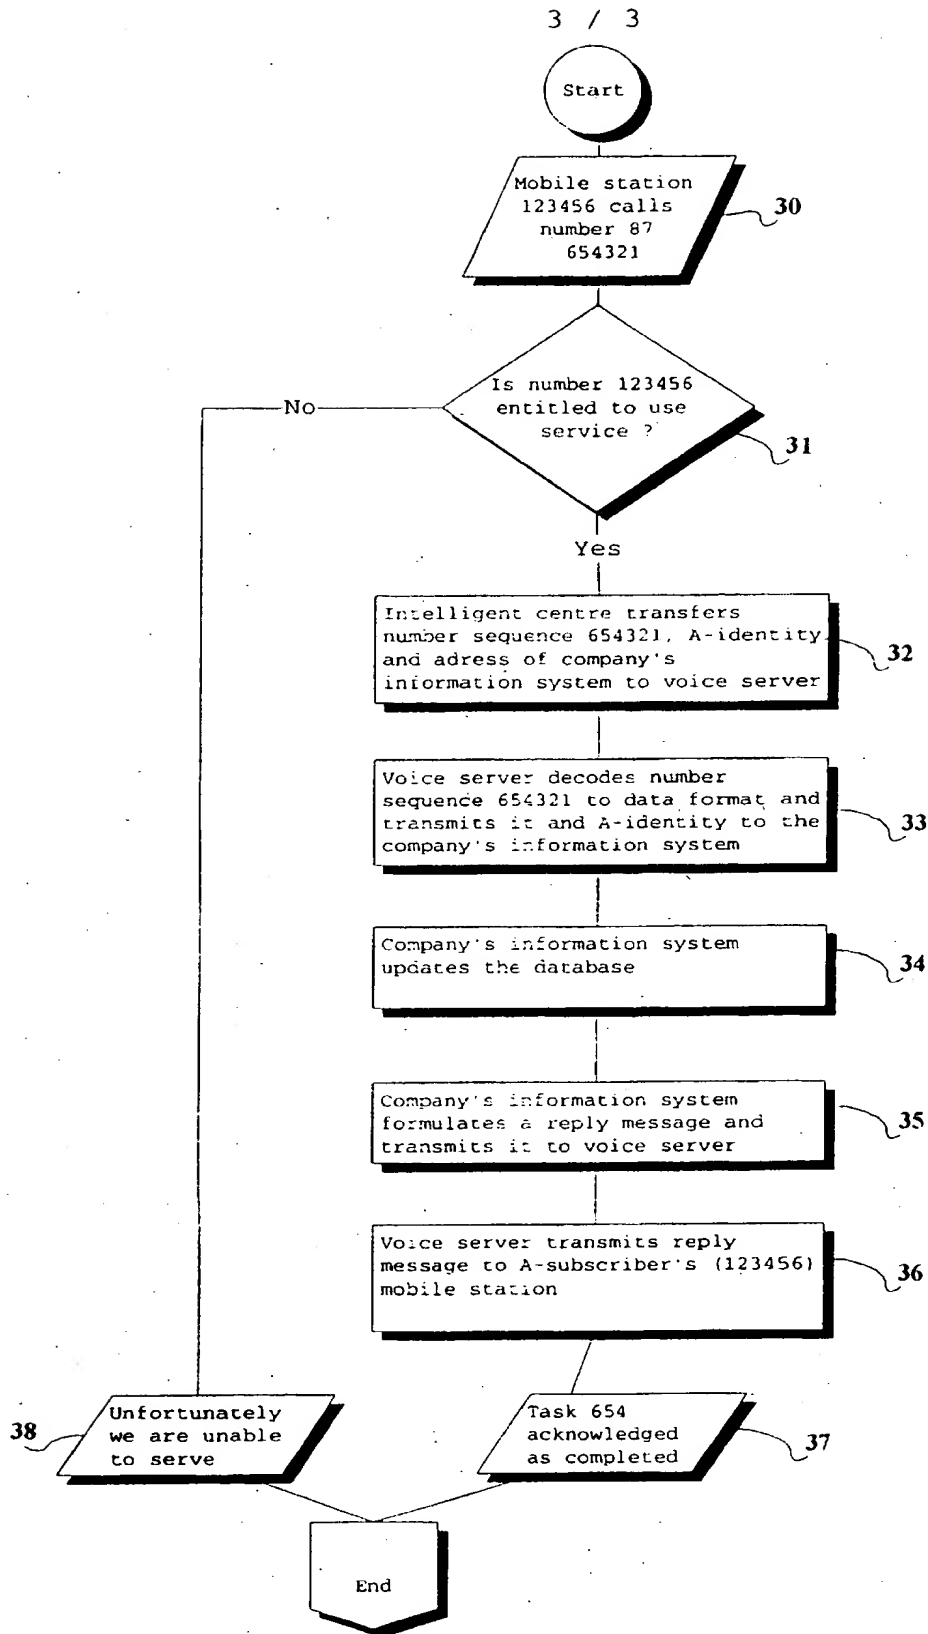 3 / 3
Start
Mobile station
123456 calls
number 87
654321
30
Is number 123456
entitled to use
service ?
31
No
Yes
Intelligent centre transfers
number sequence 654321, A-identity
and adress of company's
information system to voice server
32
Voice server decodes number
sequence 654321 to data format and
transmits it and A-identity to the
company's information system
33
Company's information system
updates the database
34
Company's information system
formulates a reply message and
transmits it to voice server
35
Voice server transmits reply
message to A-subscriber's (123456)
mobile station
36
38
Unfortunately
we are unable
to serve
Task 654
acknowledged
as completed
37
End